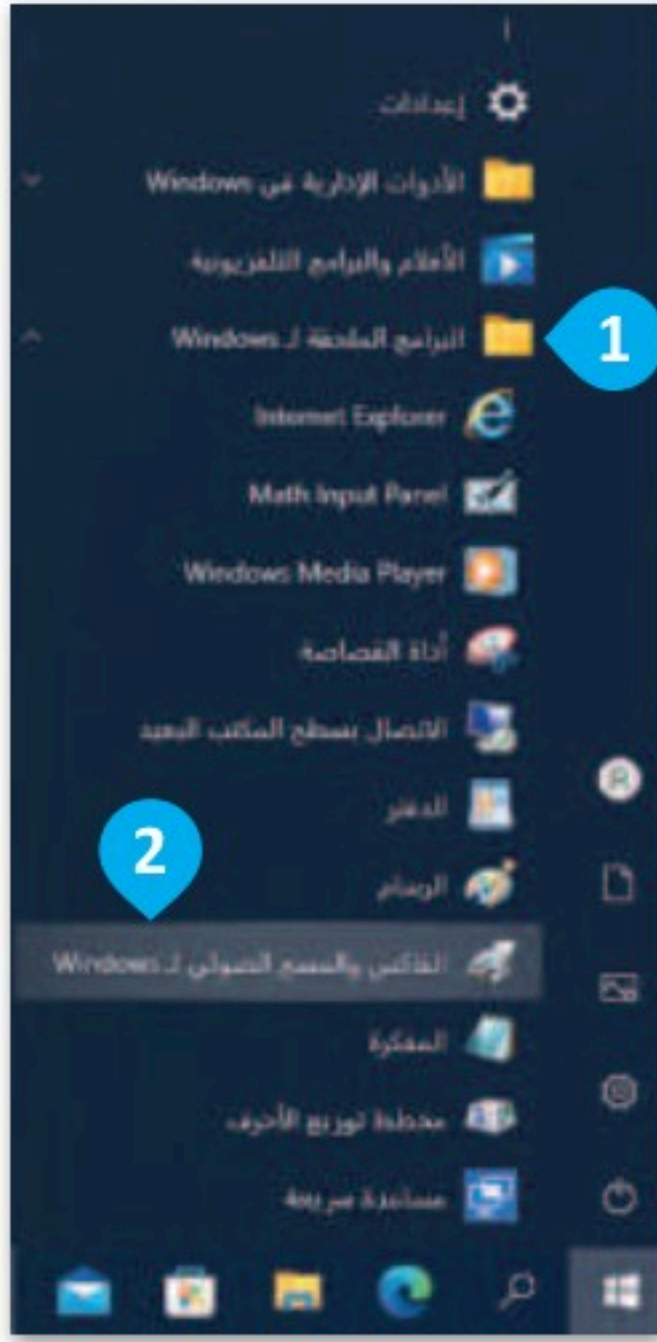 إعدادات
الأدوات الإدارية في Windows
الأفلام والبرامج التلفزيونية
البرامج الملحقة لـ Windows
1
Internet Explorer
Math Input Panel
Windows Media Player
أداة القصاصة
الاتصال بسطح المكتب البعيد
الدفتر
2
الرسام
الفاكس والمسح الضوئي لـ Windows
المفكرة
مخطط توزيع الأحرف
مساعدة سريعة